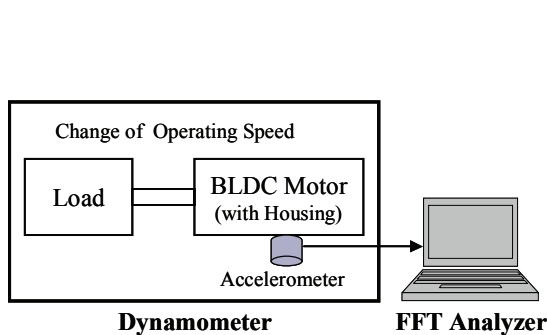 Change of Operating Speed
Load
BLDC Motor
(with Housing)
Accelerometer
Dynamometer
FFT Analyzer